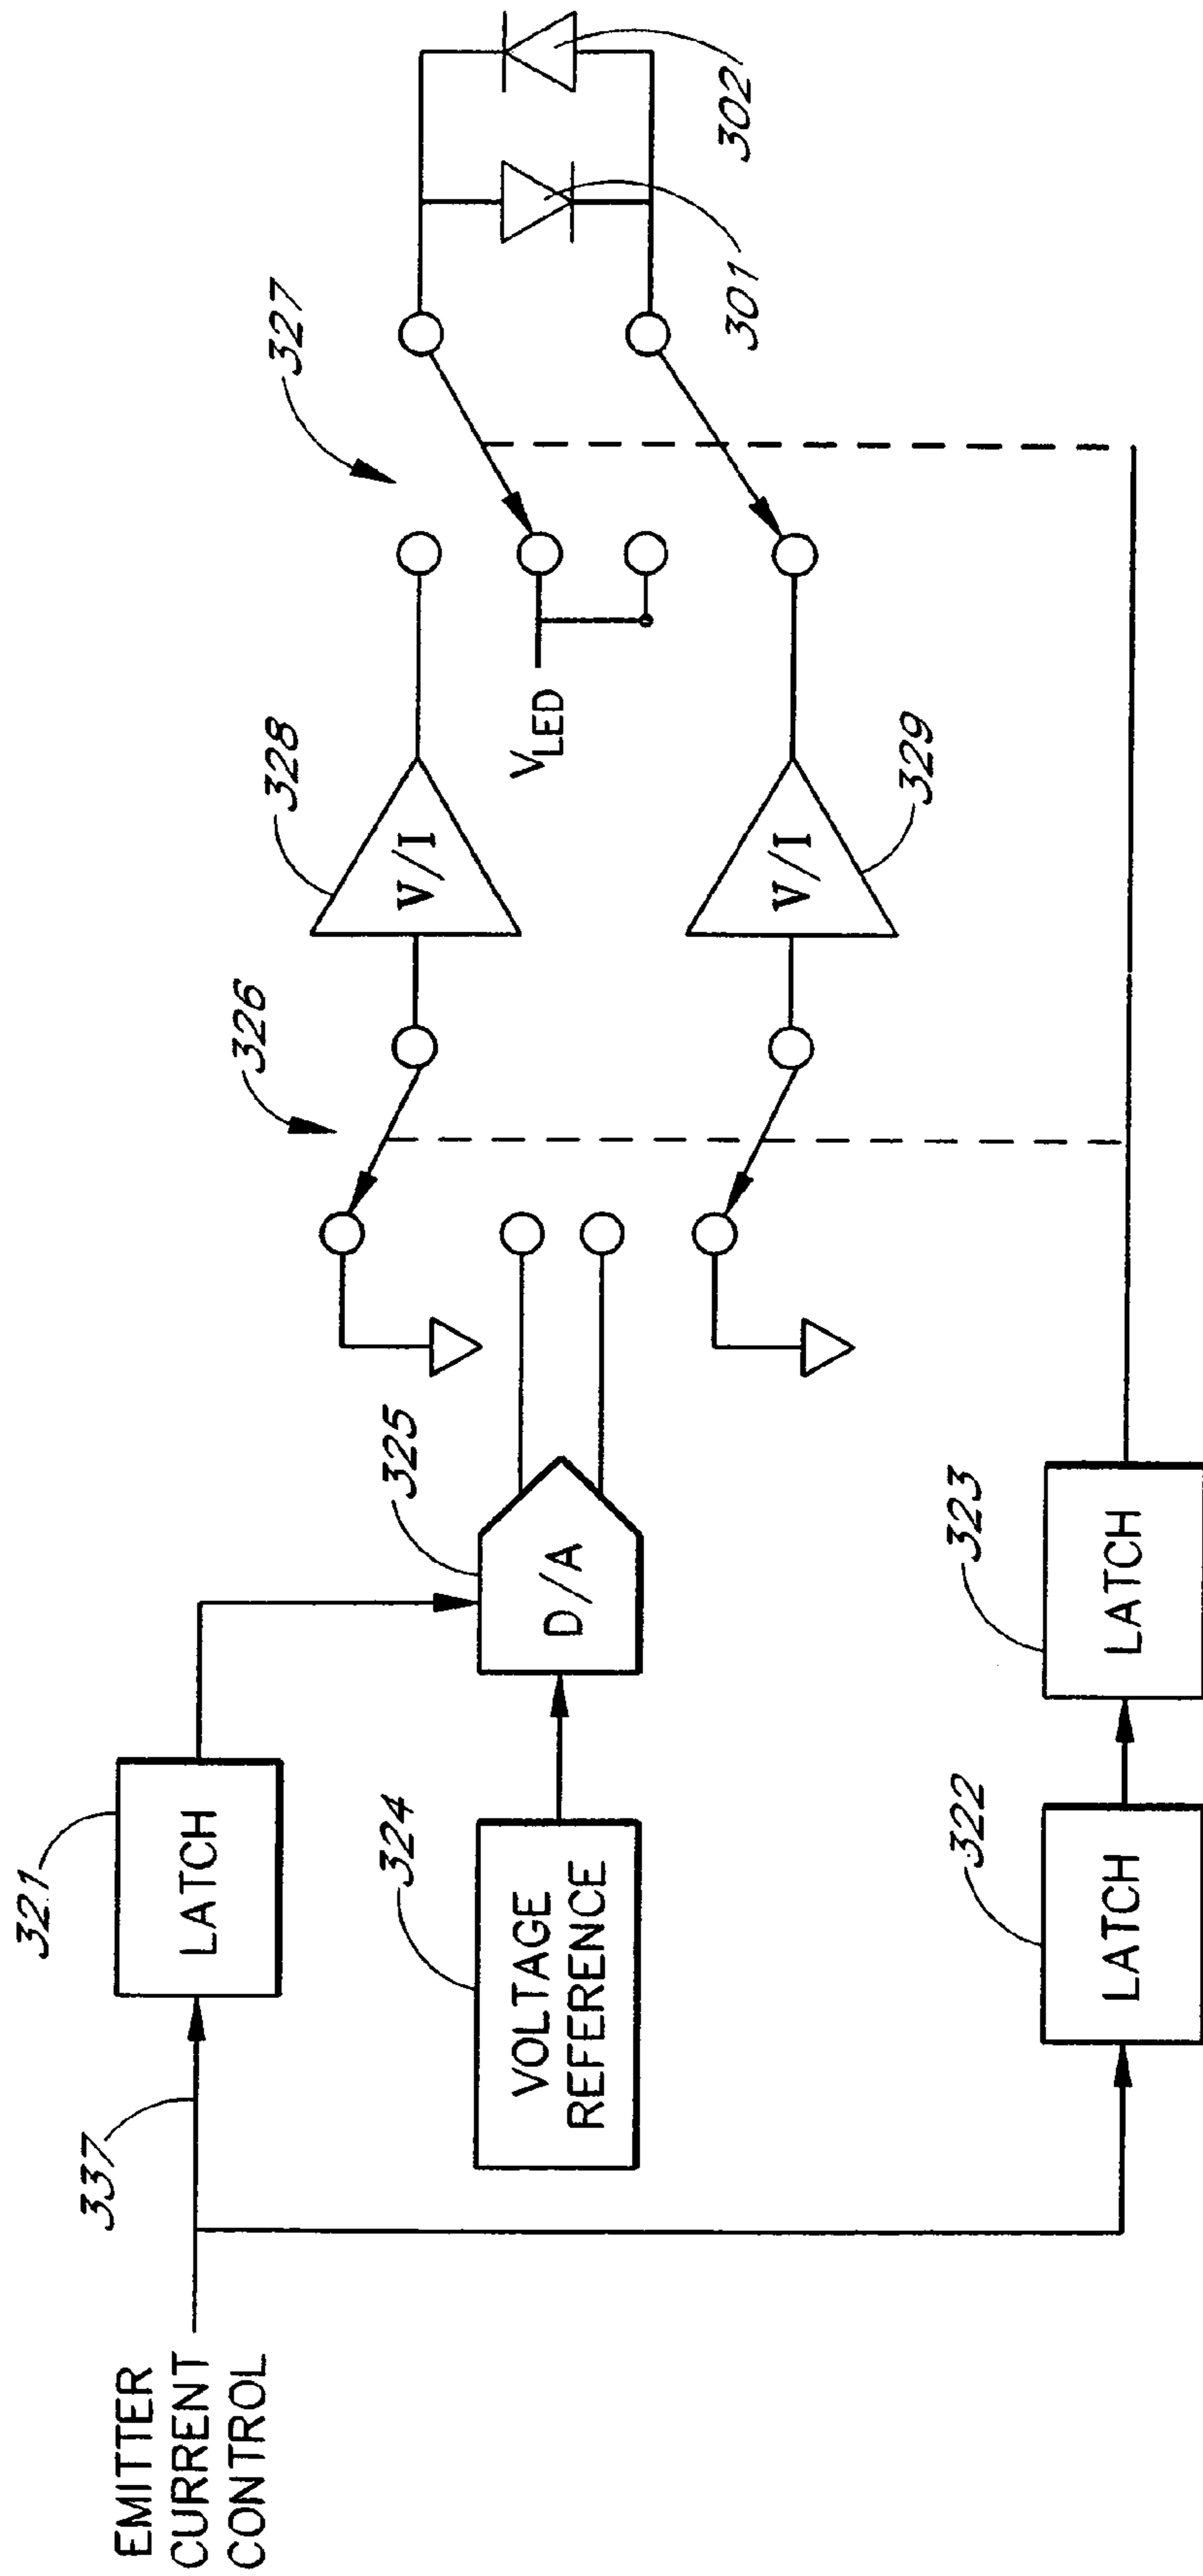 EMITTER
CURRENT
CONTROL
337
321
LATCH
324
VOLTAGE
REFERENCE
325
D/A
322
LATCH
323
LATCH
326
328
V/I
329
V/I
327
VLED
301
302